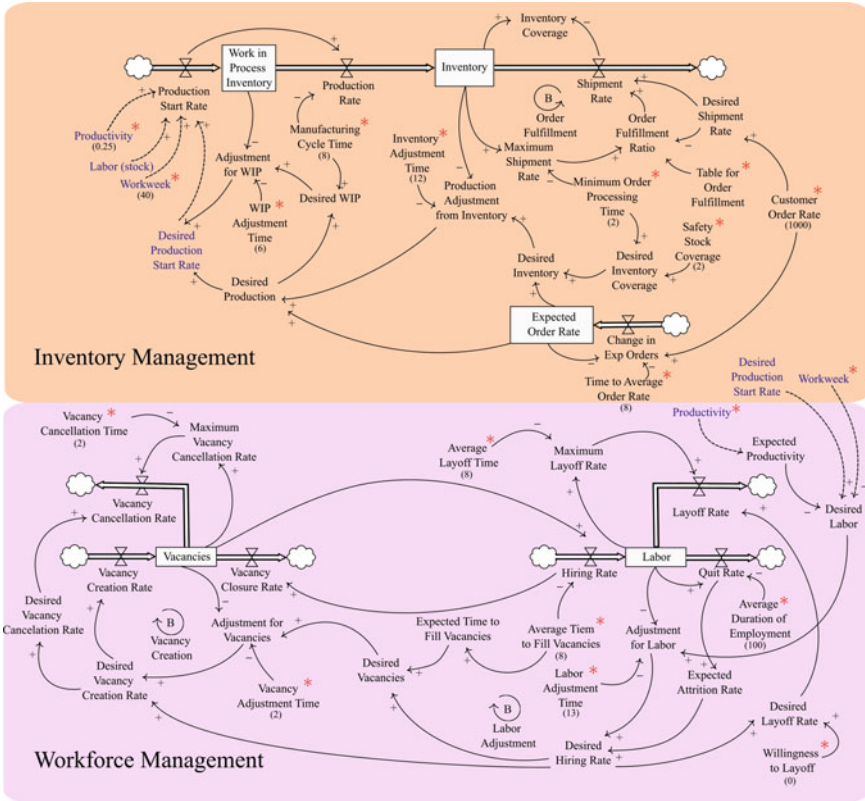 Inventory
Coverage
Work in
Process
Inventory
Inventory
Production
Start Rate
Production
Rate
Shipment
Rate
B
Order
Fulfillment
Order
Fulfillment
Ratio
Desired
Shipment
Rate
Productivity*
(0.25)
Labor (stock)
Workweek*
(40)
Manufacturing
Cycle Time*
(8)
Inventory*
Adjustment
Time
(12)
Maximum
Shipment
Rate
Adjustment
for WIP
WIP*
Adjustment
Time
(6)
Desired WIP
Production
Adjustment
from Inventory
Minimum Order*
Processing
Time
(2)
Table for*
Order
Fulfillment
Customer*
Order Rate
(1000)
Safety*
Stock
Coverage
(2)
Desired
Production
Start Rate
Desired
Production
Desired
Inventory
Desired
Inventory
Coverage
Expected
Order Rate
Change in
Exp Orders
Time to Average*
Order Rate
(8)
Inventory Management
Desired
Production
Start Rate
Workweek*
Productivity*
Expected
Productivity
Desired
Labor
Vacancy*
Cancellation Time
(2)
Maximum
Vacancy
Cancellation Rate
Average*
Layoff Time
(8)
Maximum
Layoff Rate
Vacancy
Cancellation Rate
Layoff Rate
Vacancies
Labor
Vacancy
Creation Rate
Vacancy
Closure Rate
Hiring Rate
Quit Rate
Desired
Vacancy
Cancelation Rate
B
Vacancy
Creation
Adjustment for
Vacancies
Expected Time to
Fill Vacancies
Average Tiem*
to Fill Vacancies
(8)
Adjustment
for Labor
Average*
Duration of
Employment
(100)
Desired
Vacancy
Creation Rate
Vacancy*
Adjustment Time
(2)
Desired
Vacancies
Labor*
Adjustment
Time
(13)
Expected
Attrition Rate
B
Labor
Adjustment
Desired
Hiring Rate
Desired
Layoff Rate
Willingness*
to Layoff
(0)
Workforce Management